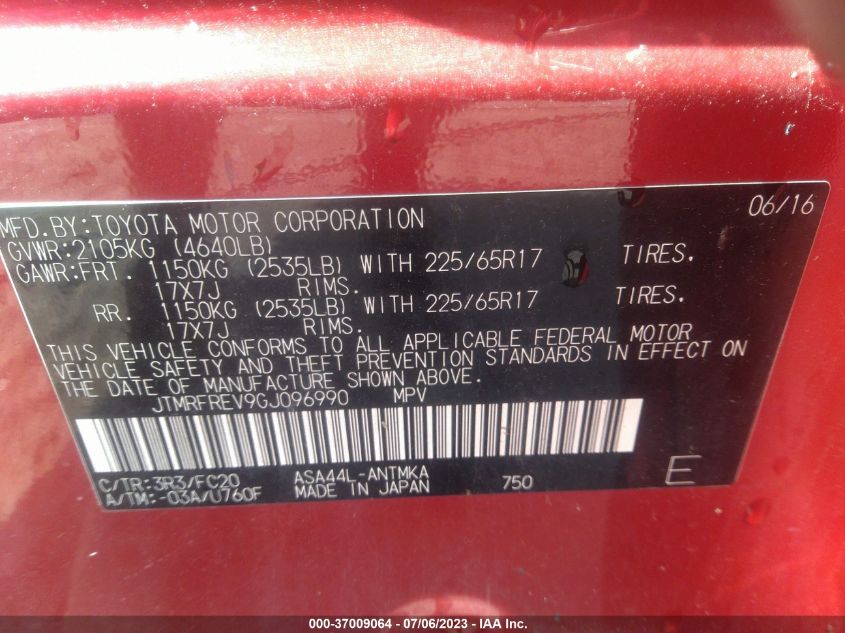 MFD.BY:TOYOTA MOTOR CORPORATION 06/16
GVWR:2105KG (4640LB)
GAWR:FRT. 1150KG (2535LB) WITH 225/65R17 TIRES.
17X7J RIMS.
RR. 1150KG (2535LB) WITH 225/65R17 TIRES.
17X7J RIMS.
THIS VEHICLE CONFORMS TO ALL APPLICABLE FEDERAL MOTOR
VEHICLE SAFETY AND THEFT PREVENTION STANDARDS IN EFFECT ON
THE DATE OF MANUFACTURE SHOWN ABOVE.
JTMRFREV9GJ096990 MPV
C/TR:3R3/FC20 ASA44L-ANTMKA 750 E
A/TM:-03A/U760F MADE IN JAPAN
000-37009064 - 07/06/2023 - IAA Inc.